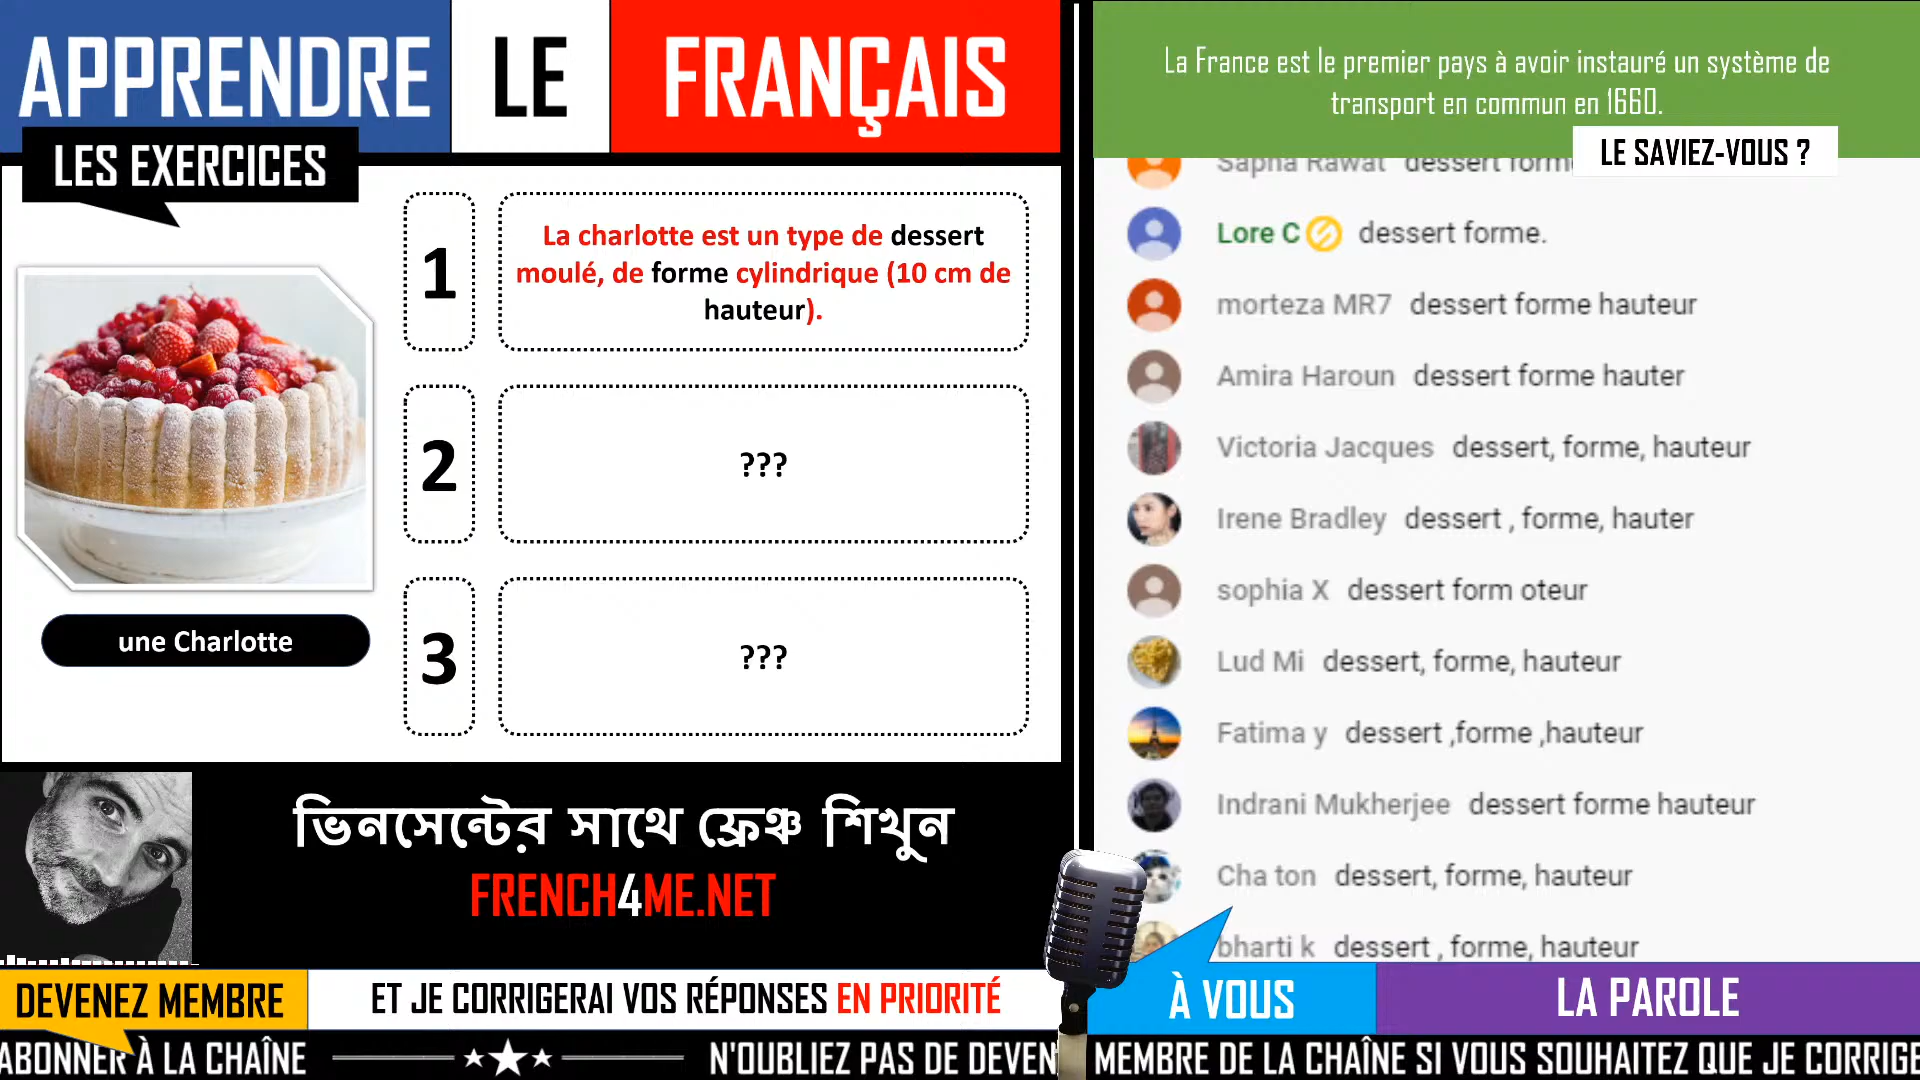 APPRENDRE LE FRANÇAIS
LES EXERCICES
1
La charlotte est un type de dessert
moulé, de forme cylindrique (10 cm de
hauteur).
2
???
3
???
une Charlotte
ভিনসেন্টের সাথে ফ্রেঞ্চ শিখুন
FRENCH4ME.NET
DEVENEZ MEMBRE
ET JE CORRIGERAI VOS RÉPONSES EN PRIORITÉ
La France est le premier pays à avoir instauré un système de
transport en commun en 1660.
LE SAVIEZ-VOUS ?
Sapna Rawat dessert
Lore C dessert forme.
morteza MR7 dessert forme hauteur
Amira Haroun dessert forme hauter
Victoria Jacques dessert, forme, hauteur
Irene Bradley dessert , forme, hauter
sophia X dessert form oteur
Lud Mi dessert, forme, hauteur
Fatima y dessert ,forme ,hauteur
Indrani Mukherjee dessert forme hauteur
Cha ton dessert, forme, hauteur
bharti k dessert , forme, hauteur
À VOUS
LA PAROLE
ABONNER À LA CHAÎNE N'OUBLIEZ PAS DE DEVEN MEMBRE DE LA CHAÎNE SI VOUS SOUHAITEZ QUE JE CORRIGE